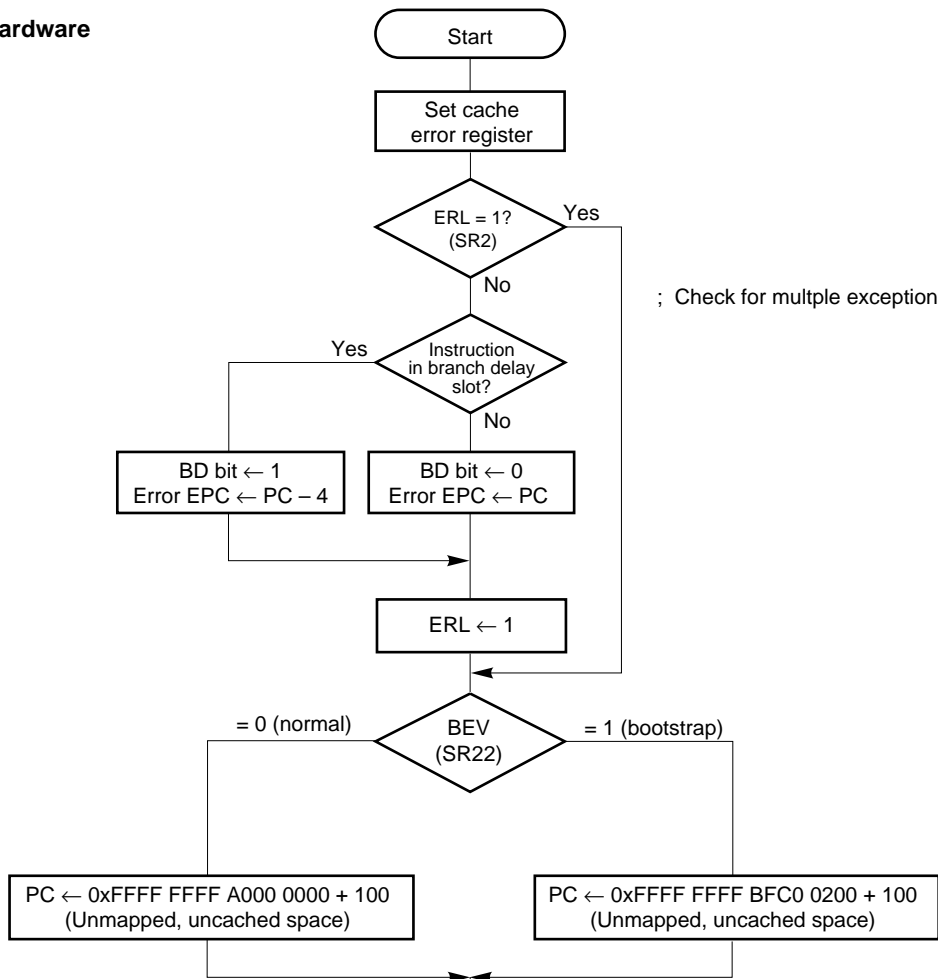 ardware
Start
Set cache
error register
ERL = 1?
(SR2)
Yes
No
; Check for multple exception
Yes
Instruction
in branch delay
slot?
No
BD bit ← 1
Error EPC ← PC – 4
BD bit ← 0
Error EPC ← PC
ERL ← 1
= 0 (normal)
BEV
(SR22)
= 1 (bootstrap)
PC ← 0xFFFF FFFF A000 0000 + 100
(Unmapped, uncached space)
PC ← 0xFFFF FFFF BFC0 0200 + 100
(Unmapped, uncached space)